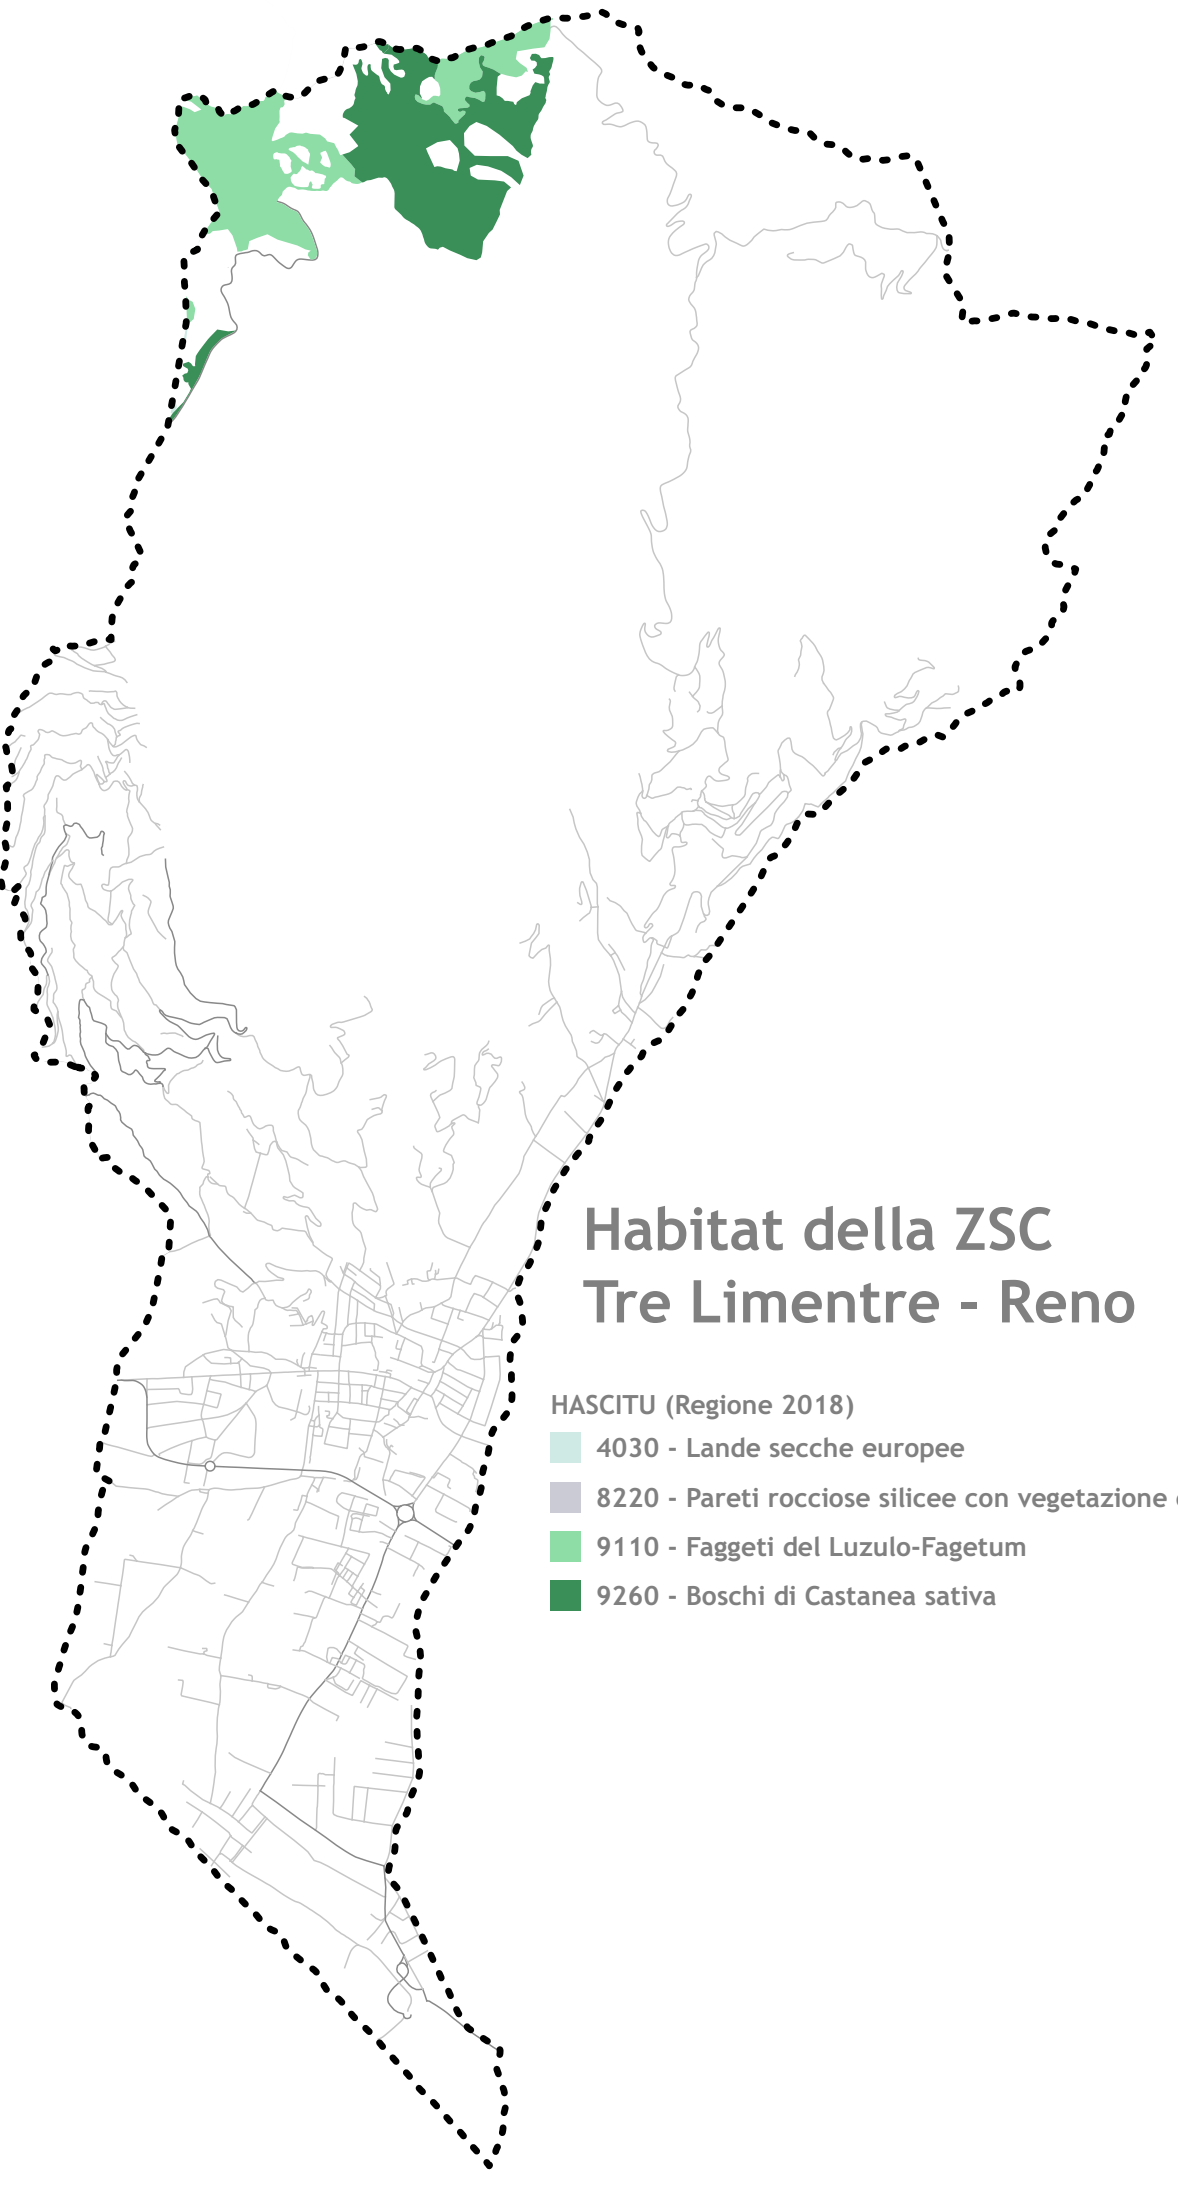 Habitat della ZSC
Tre Limentre - Reno
HASCITU (Regione 2018)
4030 - Lande secche europee
8220 - Pareti rocciose silicee con vegetazione
9110 - Faggeti del Luzulo-Fagetum
9260 - Boschi di Castanea sativa